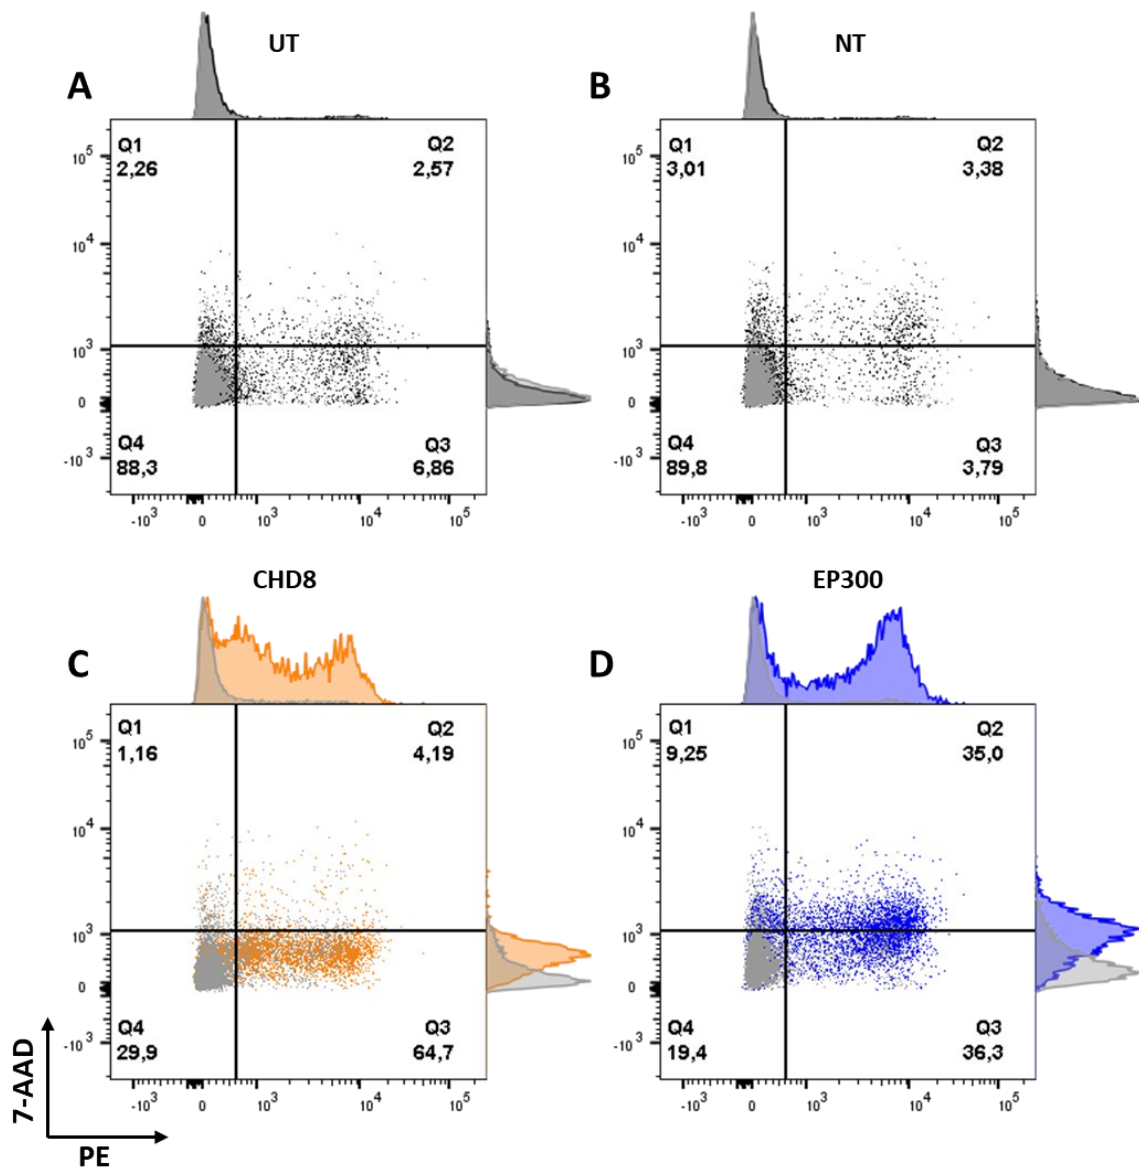 UT
NT
A
B
Q1
2,26
Q2
2,57
Q4
88,3
Q3
6,86
10^5
10^4
10^3
0
-10^3
-10^3 0 10^3 10^4 10^5
Q1
3,01
Q2
3,38
Q4
89,8
Q3
3,79
10^5
10^4
10^3
0
-10^3
-10^3 0 10^3 10^4 10^5
CHD8
EP300
C
D
Q1
1,16
Q2
4,19
Q4
29,9
Q3
64,7
10^5
10^4
10^3
0
-10^3
-10^3 0 10^3 10^4 10^5
Q1
9,25
Q2
35,0
Q4
19,4
Q3
36,3
10^5
10^4
10^3
0
-10^3
-10^3 0 10^3 10^4 10^5
7-AAD
PE